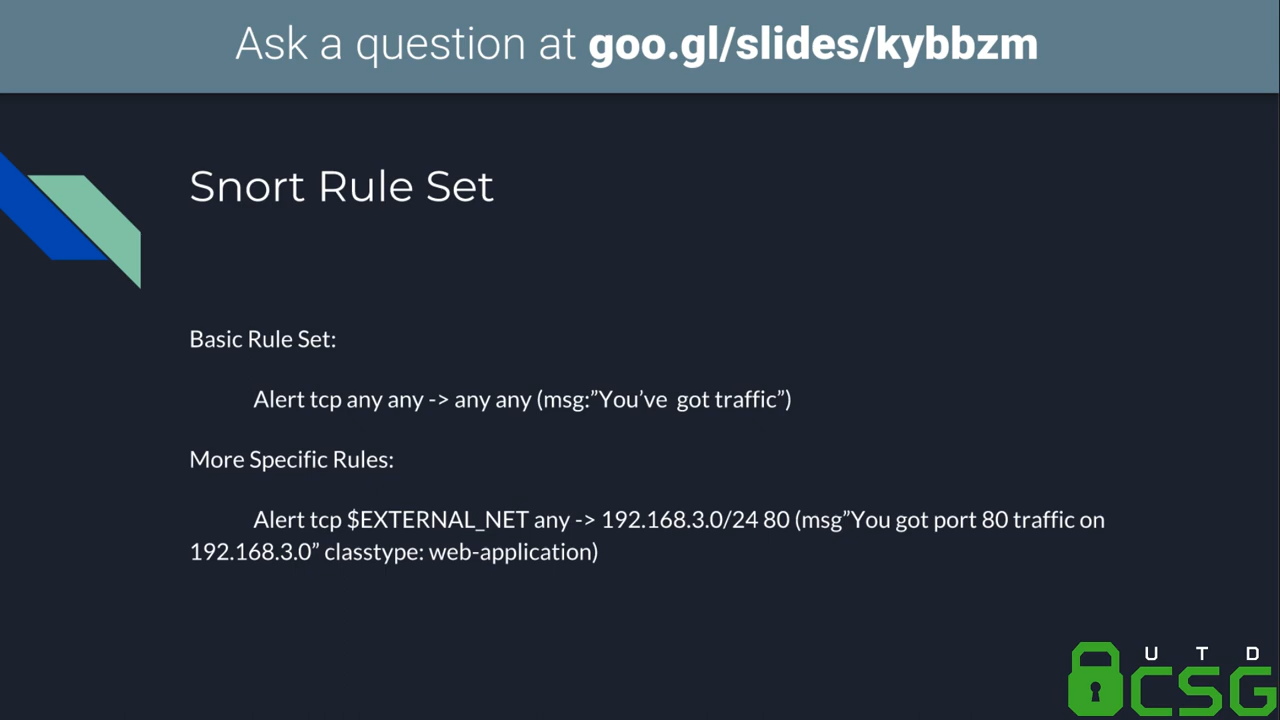 Ask a question at goo.gl/slides/kybbzm
Snort Rule Set
Basic Rule Set:
Alert tcp any any -> any any (msg:”You’ve  got traffic”)
More Specific Rules:
Alert tcp $EXTERNAL_NET any -> 192.168.3.0/24 80 (msg”You got port 80 traffic on
192.168.3.0” classtype: web-application)
U T D
CSG